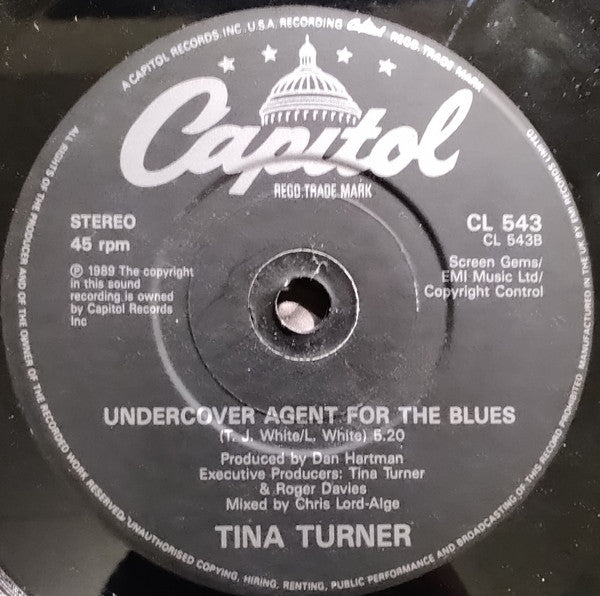 A CAPITOL RECORDS INC. U.S.A. RECORDING Capitol REGD. TRADE MARK
Capitol
REGD. TRADE MARK
STEREO
45 rpm
℗ 1989 The copyright
in this sound
recording is owned
by Capitol Records
Inc
CL 543
CL 543B
Screen Gems/
EMI Music Ltd/
Copyright Control
UNDERCOVER AGENT FOR THE BLUES
(T. J. White/L. White) 5.20
Produced by Dan Hartman
Executive Producers: Tina Turner
& Roger Davies
Mixed by Chris Lord-Alge
TINA TURNER
ALL RIGHTS OF THE PRODUCER AND OF THE OWNER OF THE RECORDED WORK RESERVED. UNAUTHORISED COPYING, HIRING, RENTING, PUBLIC PERFORMANCE AND BROADCASTING OF THIS RECORD PROHIBITED. MANUFACTURED IN THE UK BY EMI RECORDS LIMITED